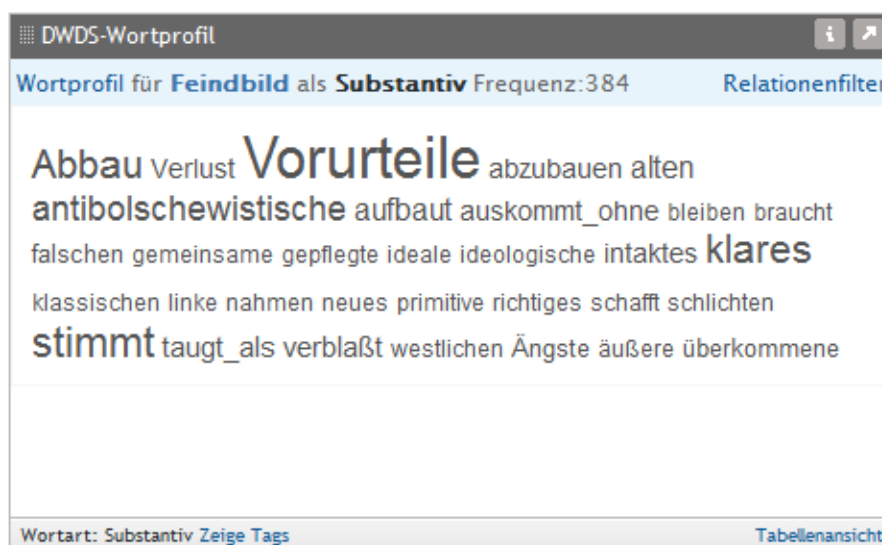 DWDS-Wortprofil
Wortprofil für Feindbild als Substantiv Frequenz:384 Relationenfilter
Abbau Verlust Vorurteile abzubauen alten
antibolschewistische aufbaut auskommt_ohne bleiben braucht
falschen gemeinsame gepflegte ideale ideologische intaktes klares
klassischen linke nahmen neues primitive richtiges schafft schlichten
stimmt taugt_als verblaßt westlichen Ängste äußere überkommene
Wortart: Substantiv Zeige Tags Tabellenansicht